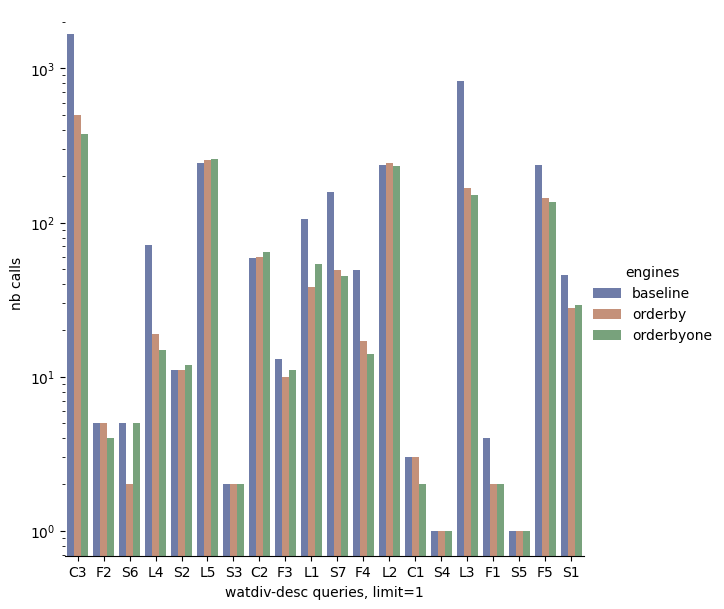 nb calls
10³
10²
10¹
10⁰
C3 F2 S6 L4 S2 L5 S3 C2 F3 L1 S7 F4 L2 C1 S4 L3 F1 S5 F5 S1
watdiv-desc queries, limit=1
engines
baseline
orderby
orderbyone